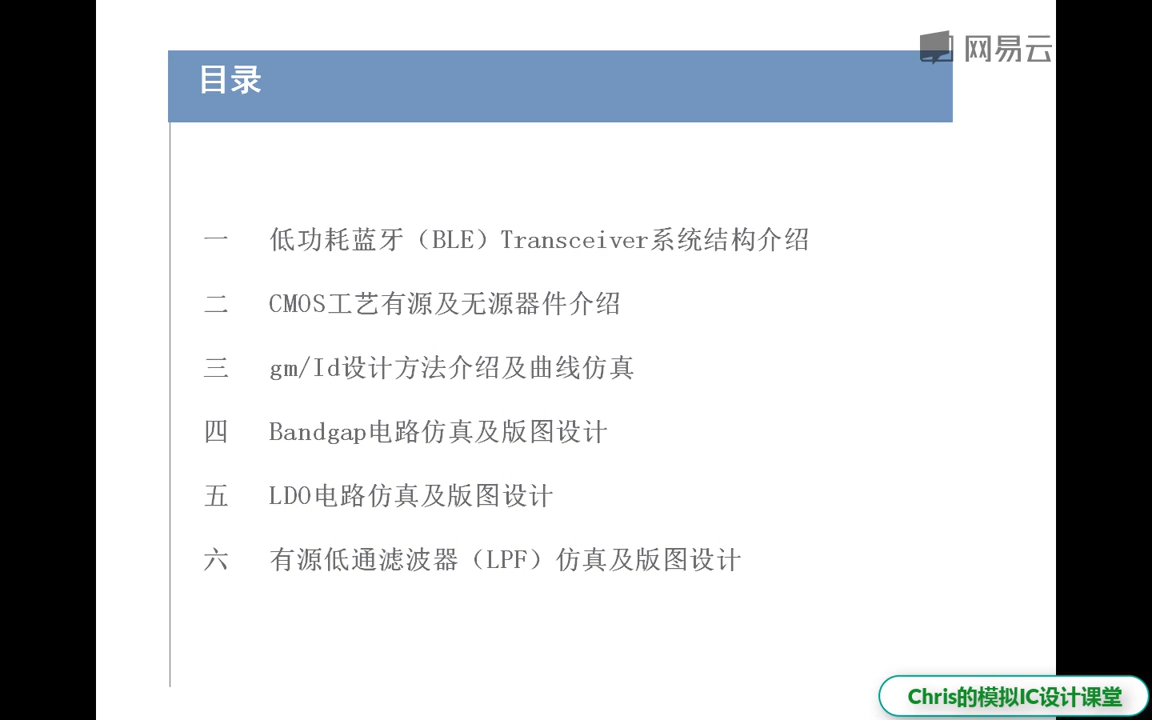 网易云
目录
一 低功耗蓝牙（BLE）Transceiver系统结构介绍
二 CMOS工艺有源及无源器件介绍
三 gm/Id设计方法介绍及曲线仿真
四 Bandgap电路仿真及版图设计
五 LDO电路仿真及版图设计
六 有源低通滤波器（LPF）仿真及版图设计
Chris的模拟IC设计课堂